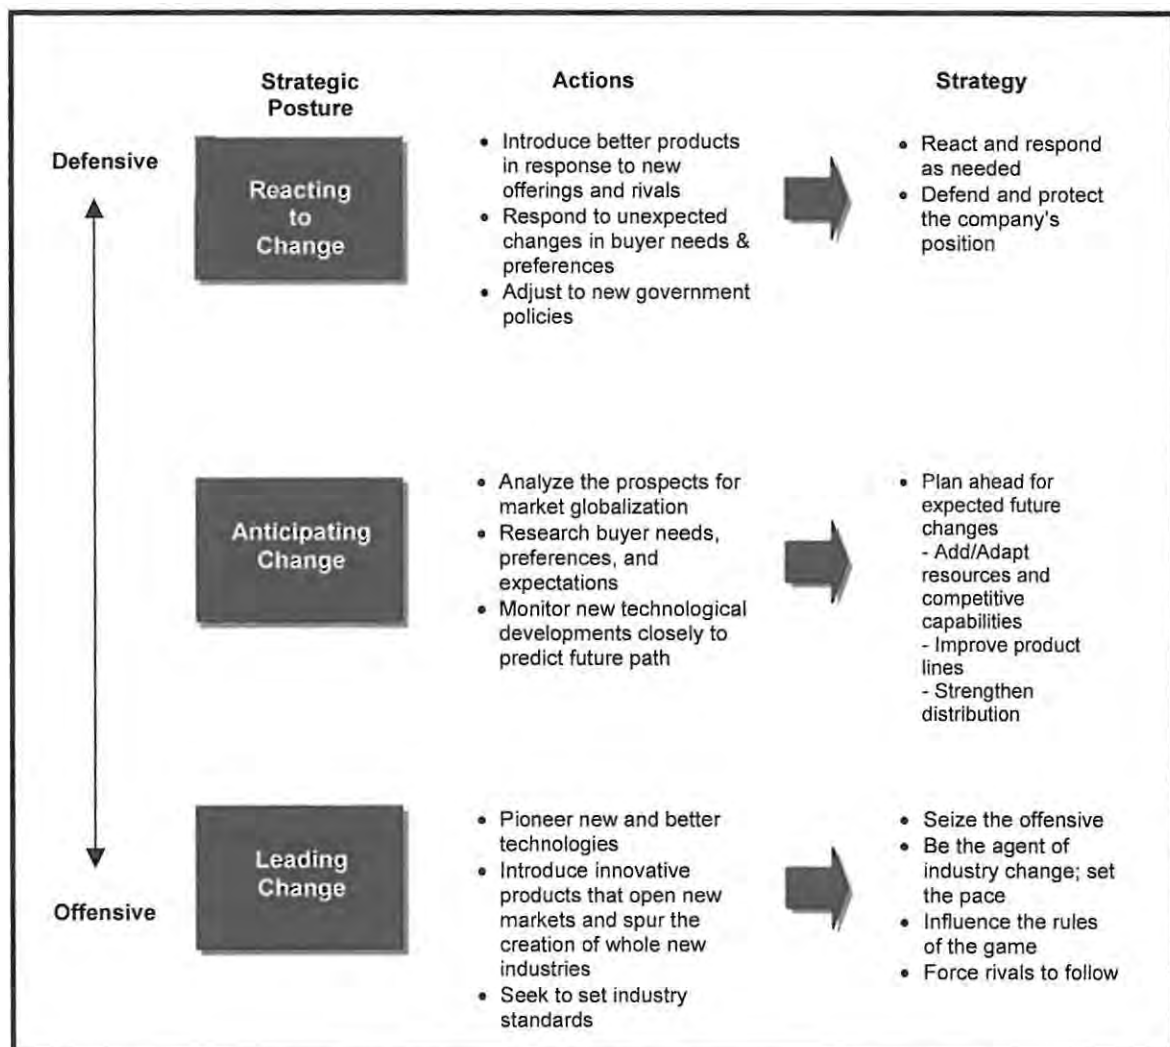 Strategic
Posture
Actions
Strategy
Defensive
Reacting
to
Change
• Introduce better products
in response to new
offerings and rivals
• Respond to unexpected
changes in buyer needs &
preferences
• Adjust to new government
policies
• React and respond
as needed
• Defend and protect
the company's
position
Anticipating
Change
• Analyze the prospects for
market globalization
• Research buyer needs,
preferences, and
expectations
• Monitor new technological
developments closely to
predict future path
• Plan ahead for
expected future
changes
- Add/Adapt
resources and
competitive
capabilities
- Improve product
lines
- Strengthen
distribution
Offensive
Leading
Change
• Pioneer new and better
technologies
• Introduce innovative
products that open new
markets and spur the
creation of whole new
industries
• Seek to set industry
standards
• Seize the offensive
• Be the agent of
industry change; set
the pace
• Influence the rules
of the game
• Force rivals to follow